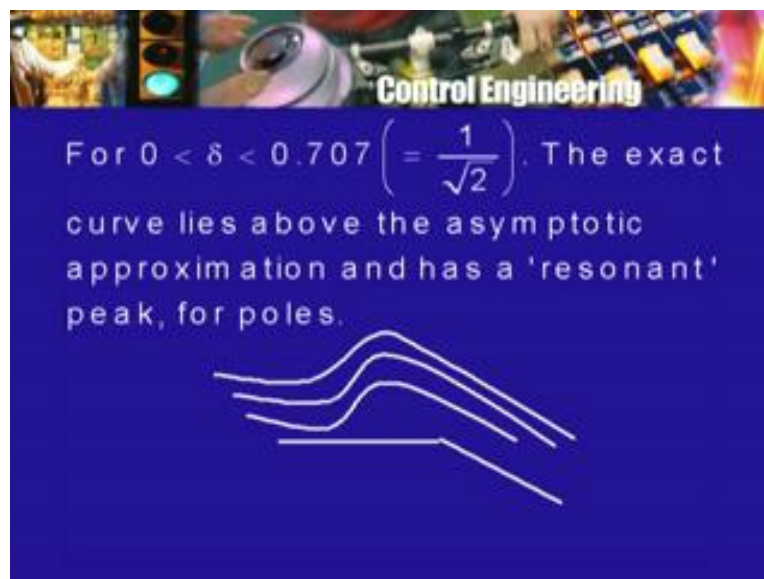 Control Engineering
For 0 < δ < 0.707 ( = 1/√2 ). The exact
curve lies above the asymptotic
approximation and has a 'resonant'
peak, for poles.